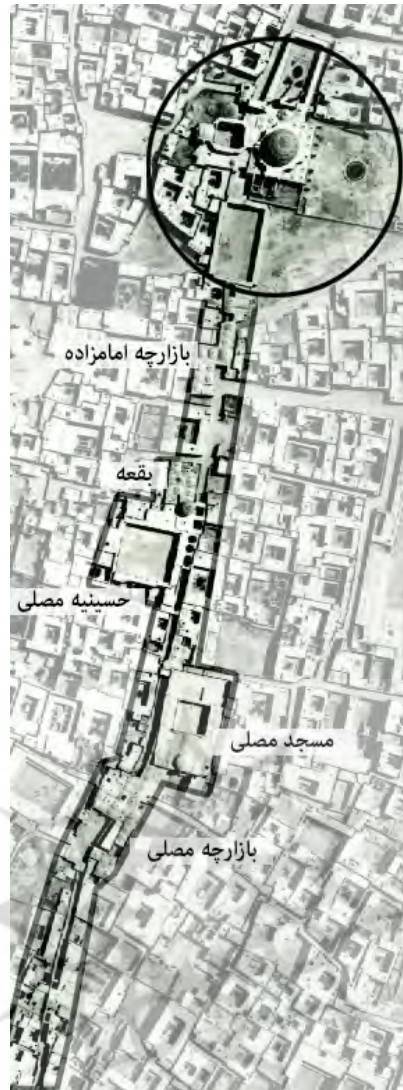 بازارچه امامزاده
بقعه
حسینیه مصلی
مسجد مصلی
بازارچه مصلی